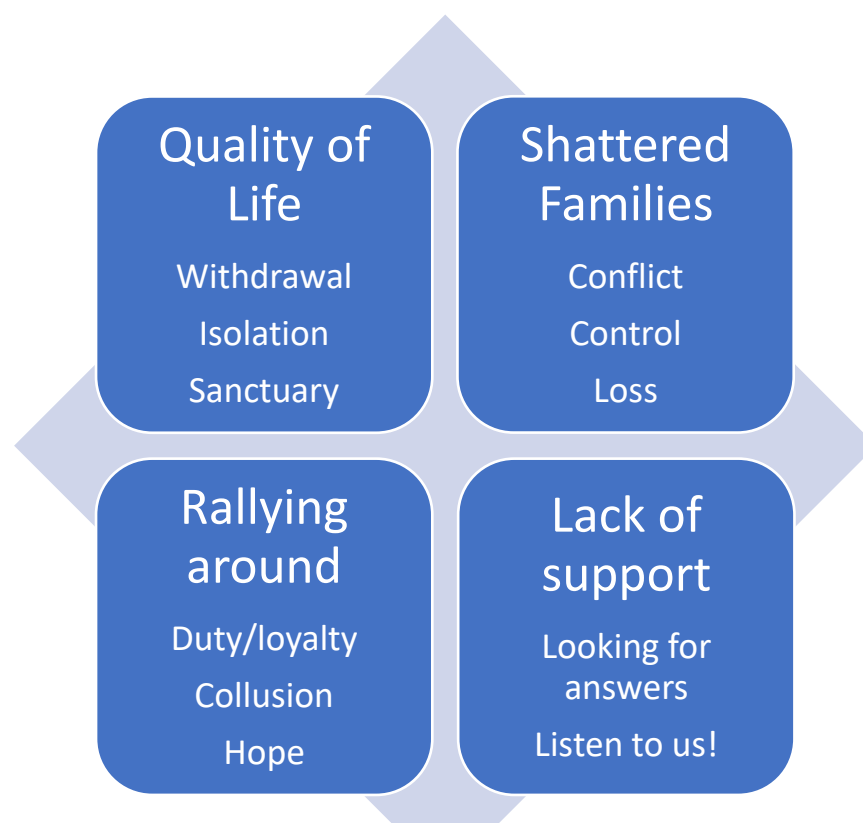 Quality of
Life
Withdrawal
Isolation
Sanctuary
Shattered
Families
Conflict
Control
Loss
Rallying
around
Duty/loyalty
Collusion
Hope
Lack of
support
Looking for
answers
Listen to us!